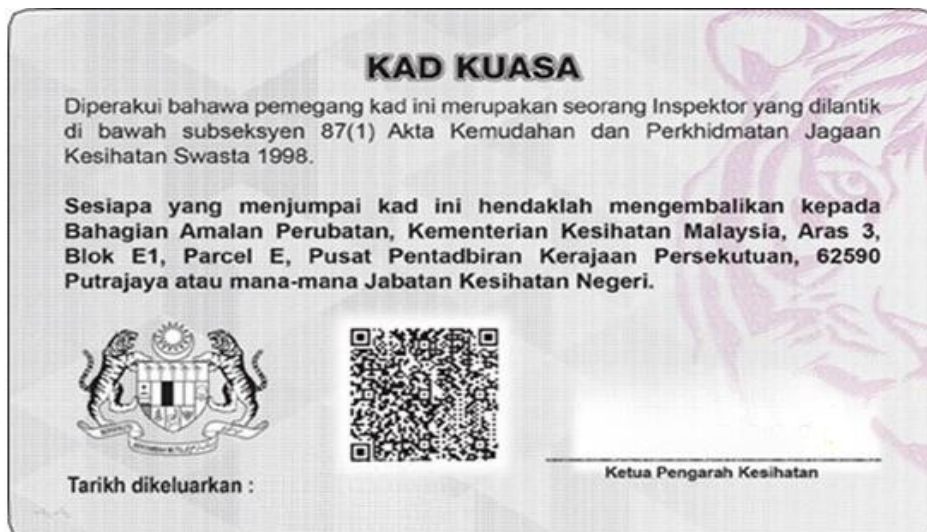 KAD KUASA
Diperakui bahawa pemegang kad ini merupakan seorang Inspektor yang dilantik
di bawah subseksyen 87(1) Akta Kemudahan dan Perkhidmatan Jagaan
Kesihatan Swasta 1998.
Sesiapa yang menjumpai kad ini hendaklah mengembalikan kepada
Bahagian Amalan Perubatan, Kementerian Kesihatan Malaysia, Aras 3,
Blok E1, Parcel E, Pusat Pentadbiran Kerajaan Persekutuan, 62590
Putrajaya atau mana-mana Jabatan Kesihatan Negeri.
Ketua Pengarah Kesihatan
Tarikh dikeluarkan :